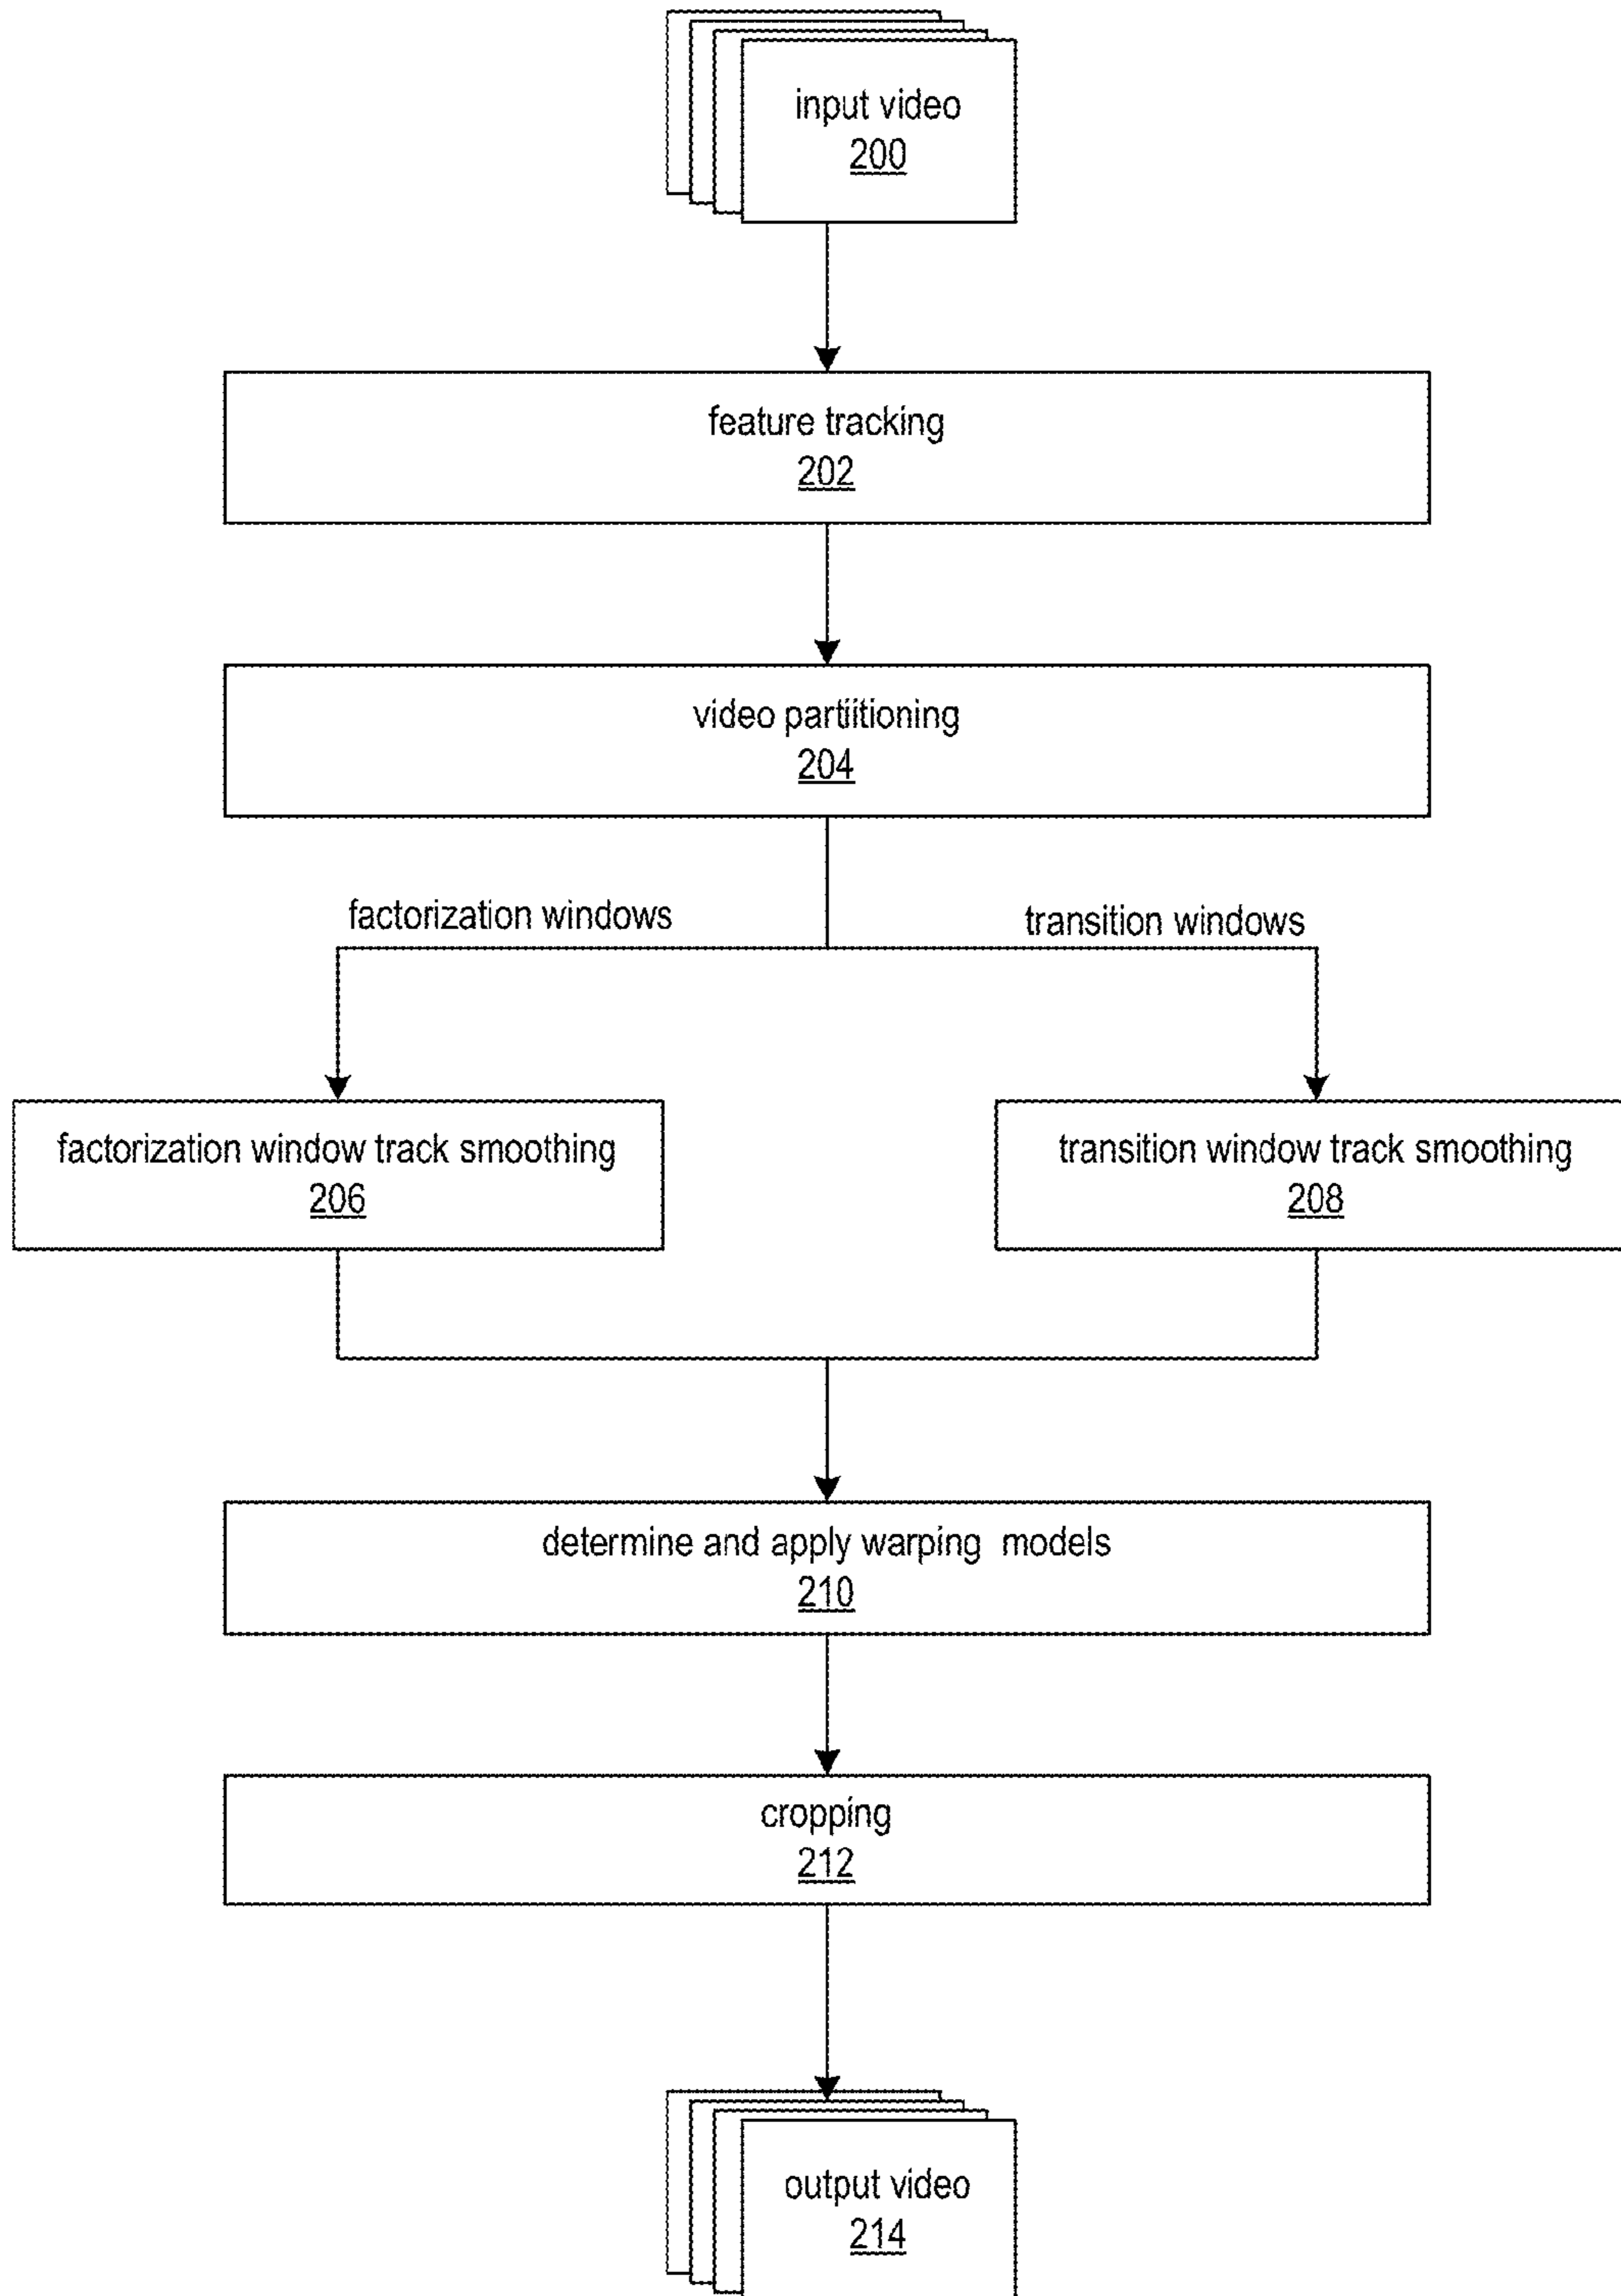 input video
200
feature tracking
202
video partiitioning
204
factorization windows
transition windows
factorization window track smoothing
206
transition window track smoothing
208
determine and apply warping models
210
cropping
212
output video
214